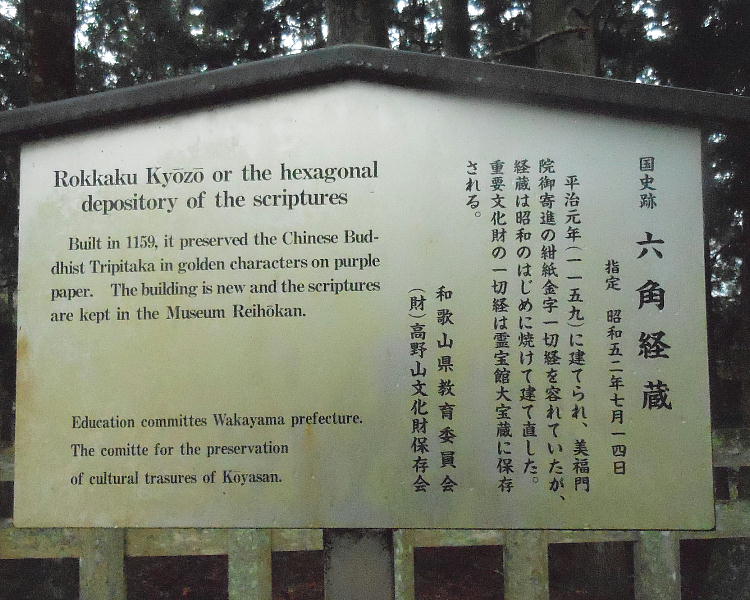 Rokkaku Kyōzō or the hexagonal
depository of the scriptures
Built in 1159, it preserved the Chinese Bud-
dhist Tripitaka in golden characters on purple
paper. The building is new and the scriptures
are kept in the Museum Reihōkan.
Education committes Wakayama prefecture.
The comitte for the preservation
of cultural trasures of Kōyasan.
国史跡 六角経蔵
指定 昭和五二年七月一四日
平治元年(一一五九)に建てられ、美福門
院御寄進の紺紙金字一切経を容れていたが、
経蔵は昭和のはじめに焼けて建て直した。
重要文化財の一切経は霊宝館大宝蔵に保存
される。
和歌山県教育委員会
(財)高野山文化財保存会